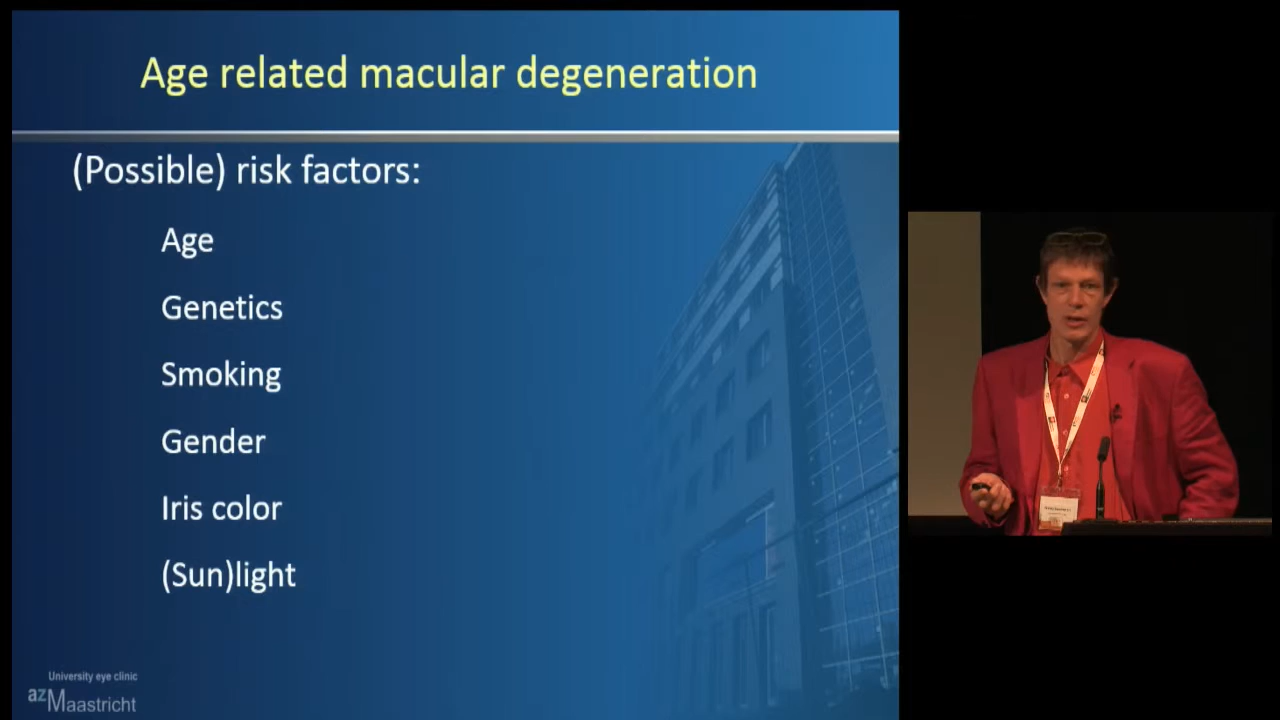 Age related macular degeneration
(Possible) risk factors:
Age
Genetics
Smoking
Gender
Iris color
(Sun)light
University eye clinic
azMaastricht